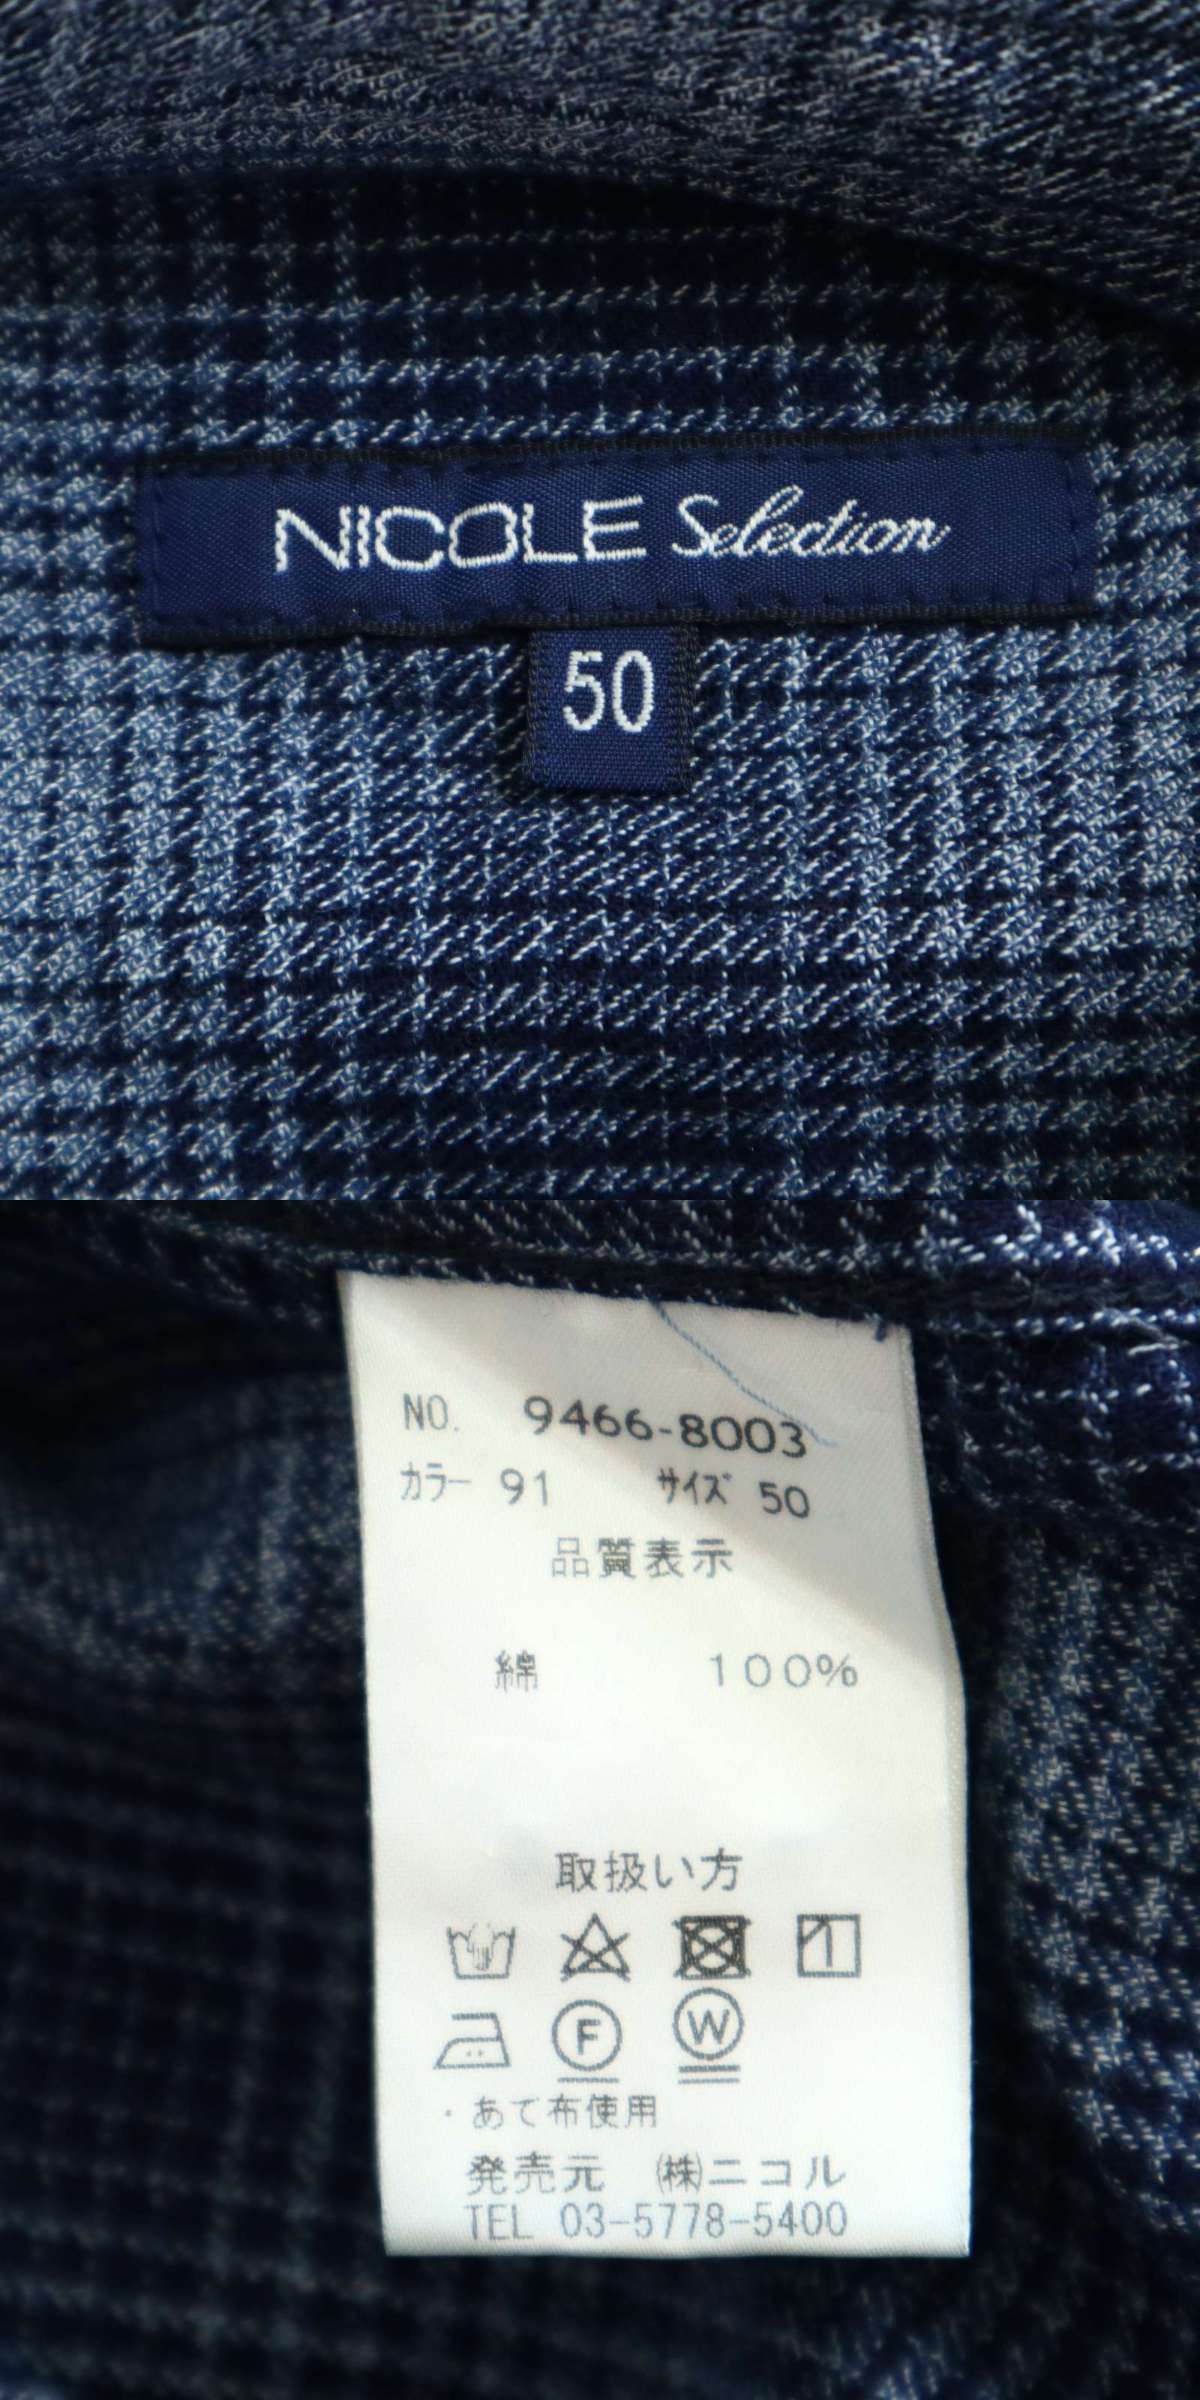 NICOLE Selection
50
NO. 9466-8003
カラー 91 サイズ 50
品質表示
綿 100%
取扱い方
F W
・あて布使用
発売元 ㈱ニコル
TEL 03-5778-5400